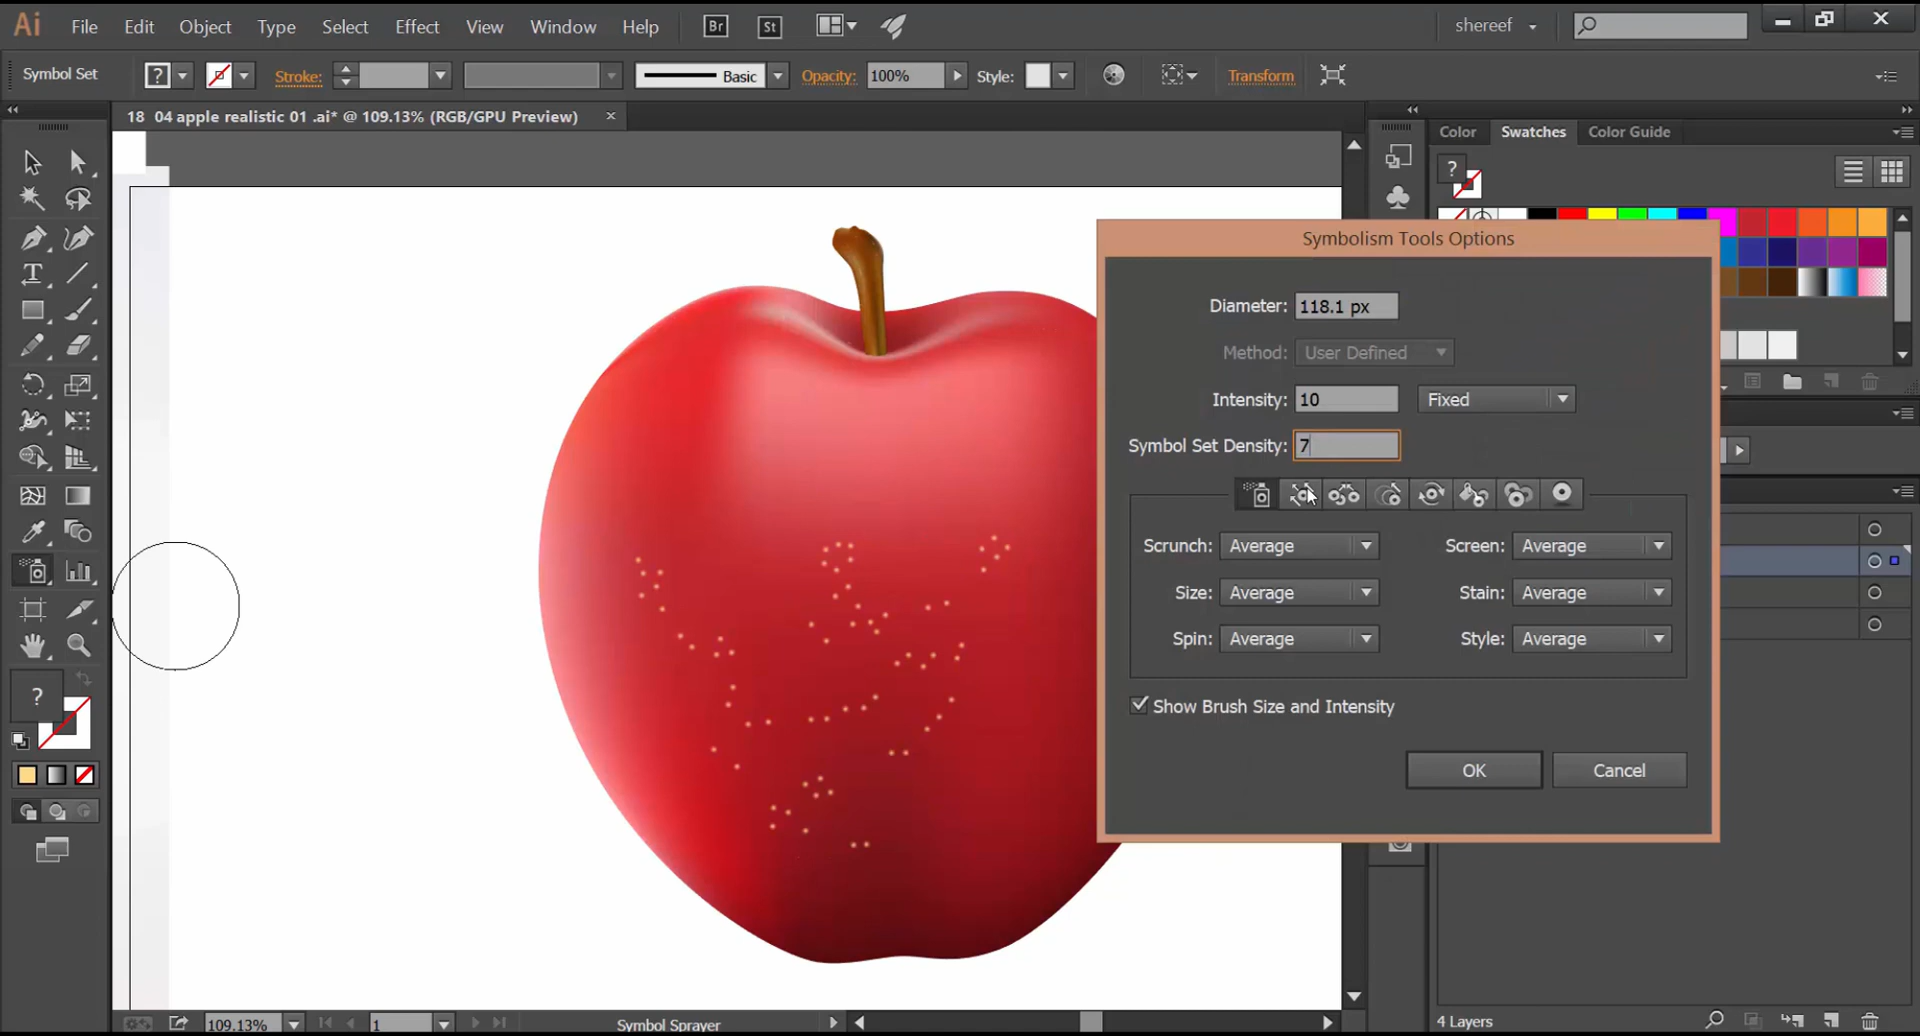 Ai File Edit Object Type Select Effect View Window Help Br St shereef
Symbol Set ? Stroke: Basic Opacity: 100% Style: Transform
18 04 apple realistic 01 .ai* @ 109.13% (RGB/GPU Preview) ×
Color Swatches Color Guide
?
Symbolism Tools Options
Diameter: 118.1 px
Method: User Defined
Intensity: 10 Fixed
Symbol Set Density: 7
Scrunch: Average Screen: Average
Size: Average Stain: Average
Spin: Average Style: Average
Show Brush Size and Intensity
OK Cancel
?
109.13% 1 Symbol Sprayer 4 Layers